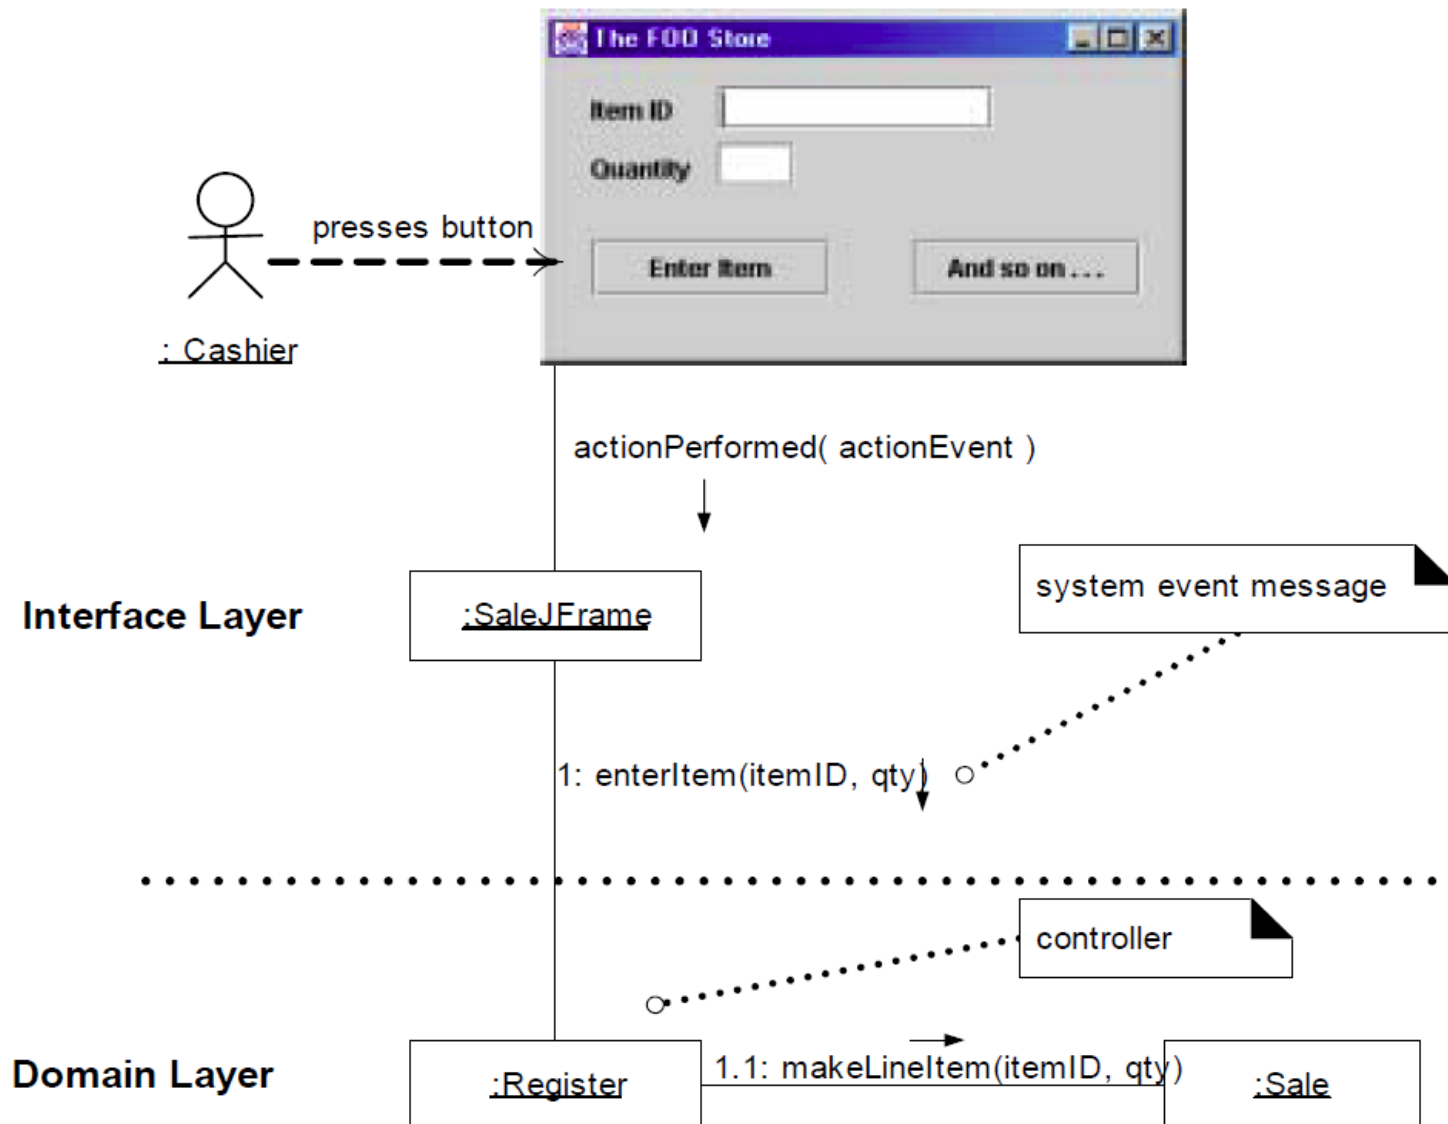 The FOO Store
Item ID
Quantity
presses button
Enter Item
And so on . . .
: Cashier
actionPerformed( actionEvent )
system event message
Interface Layer
:SaleJFrame
1: enterItem(itemID, qty)
controller
Domain Layer
:Register
1.1: makeLineItem(itemID, qty)
:Sale